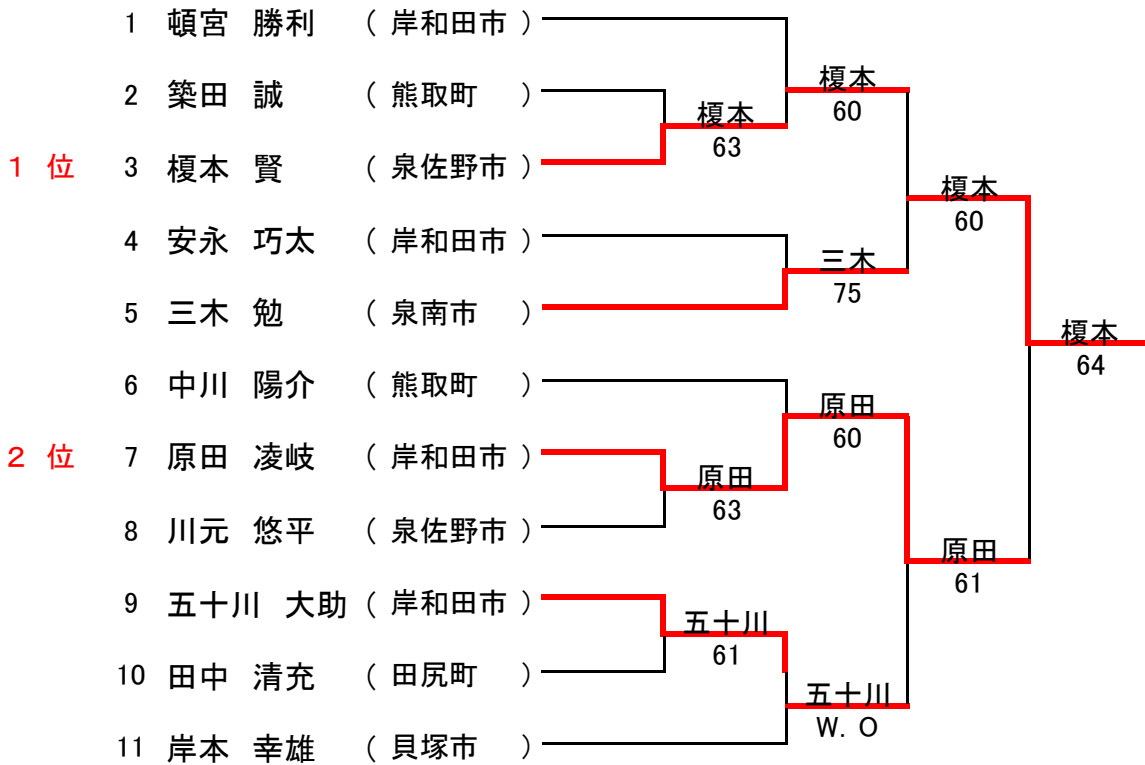 1 頓宮 勝利 ( 岸和田市 )
2 築田 誠 ( 熊取町 )
1 位 3 榎本 賢 ( 泉佐野市 )
4 安永 巧太 ( 岸和田市 )
5 三木 勉 ( 泉南市 )
6 中川 陽介 ( 熊取町 )
2 位 7 原田 凌岐 ( 岸和田市 )
8 川元 悠平 ( 泉佐野市 )
9 五十川 大助 ( 岸和田市 )
10 田中 清充 ( 田尻町 )
11 岸本 幸雄 ( 貝塚市 )
榎本
63
原田
63
五十川
61
榎本
60
三木
75
原田
60
五十川
W. O
榎本
60
原田
61
榎本
64